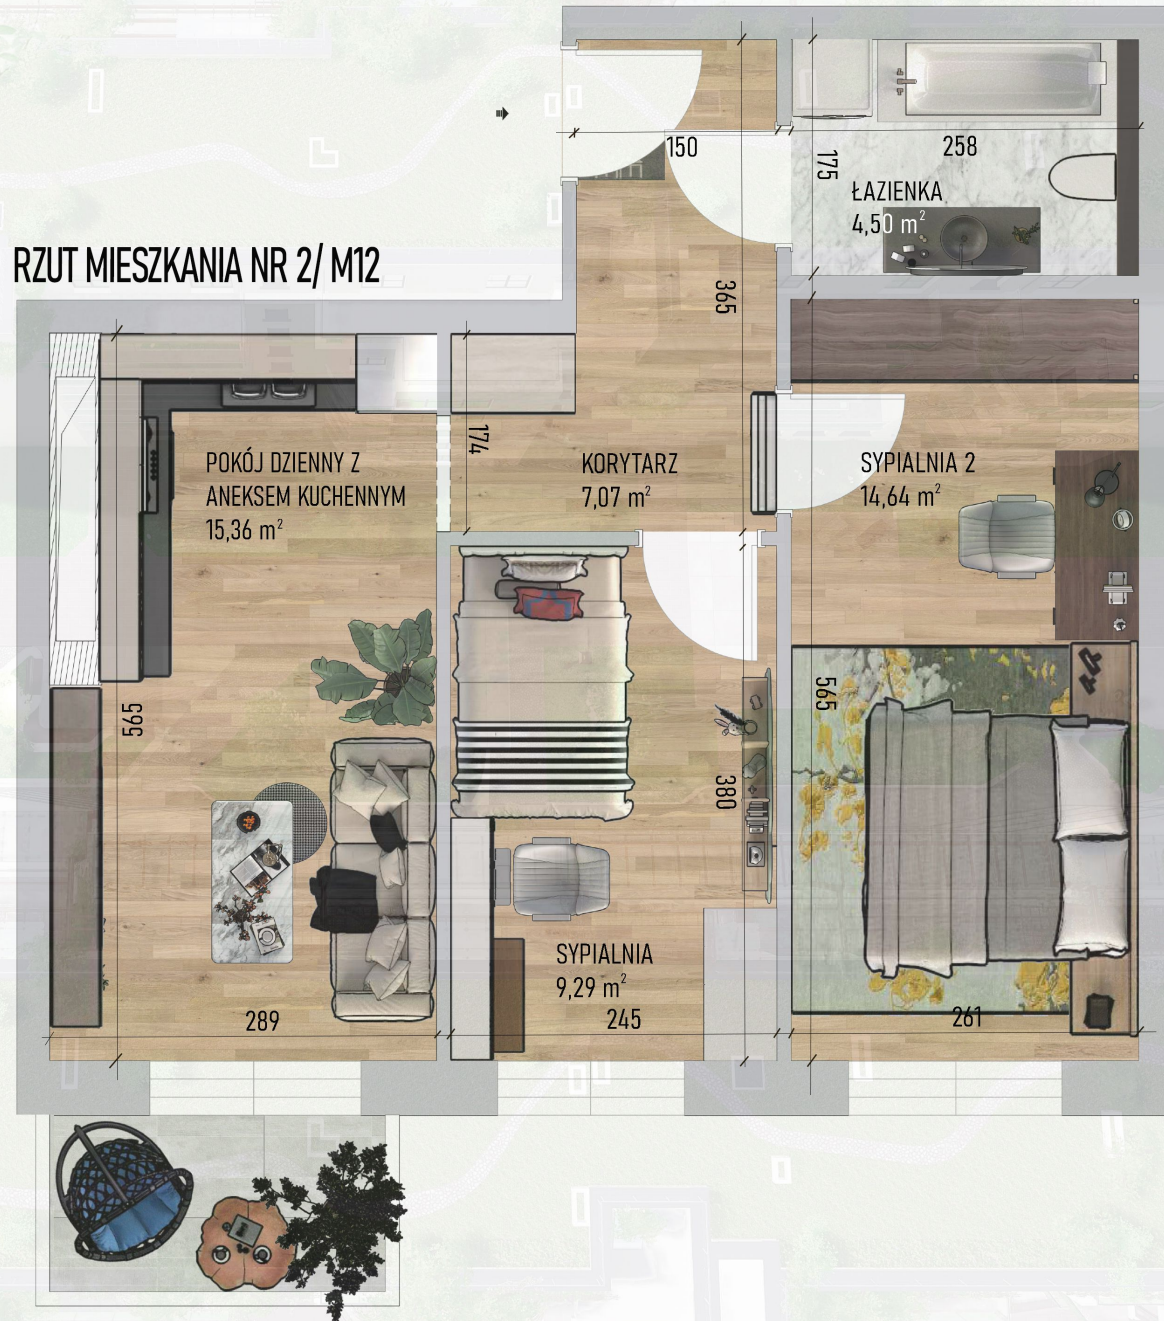 150
258
175
ŁAZIENKA
4,50 m²
RZUT MIESZKANIA NR 2/ M12
365
174
POKÓJ DZIENNY Z
ANEKSEM KUCHENNYM
15,36 m²
KORYTARZ
7,07 m²
SYPIALNIA 2
14,64 m²
595
565
380
SYPIALNIA
9,29 m²
289
245
261